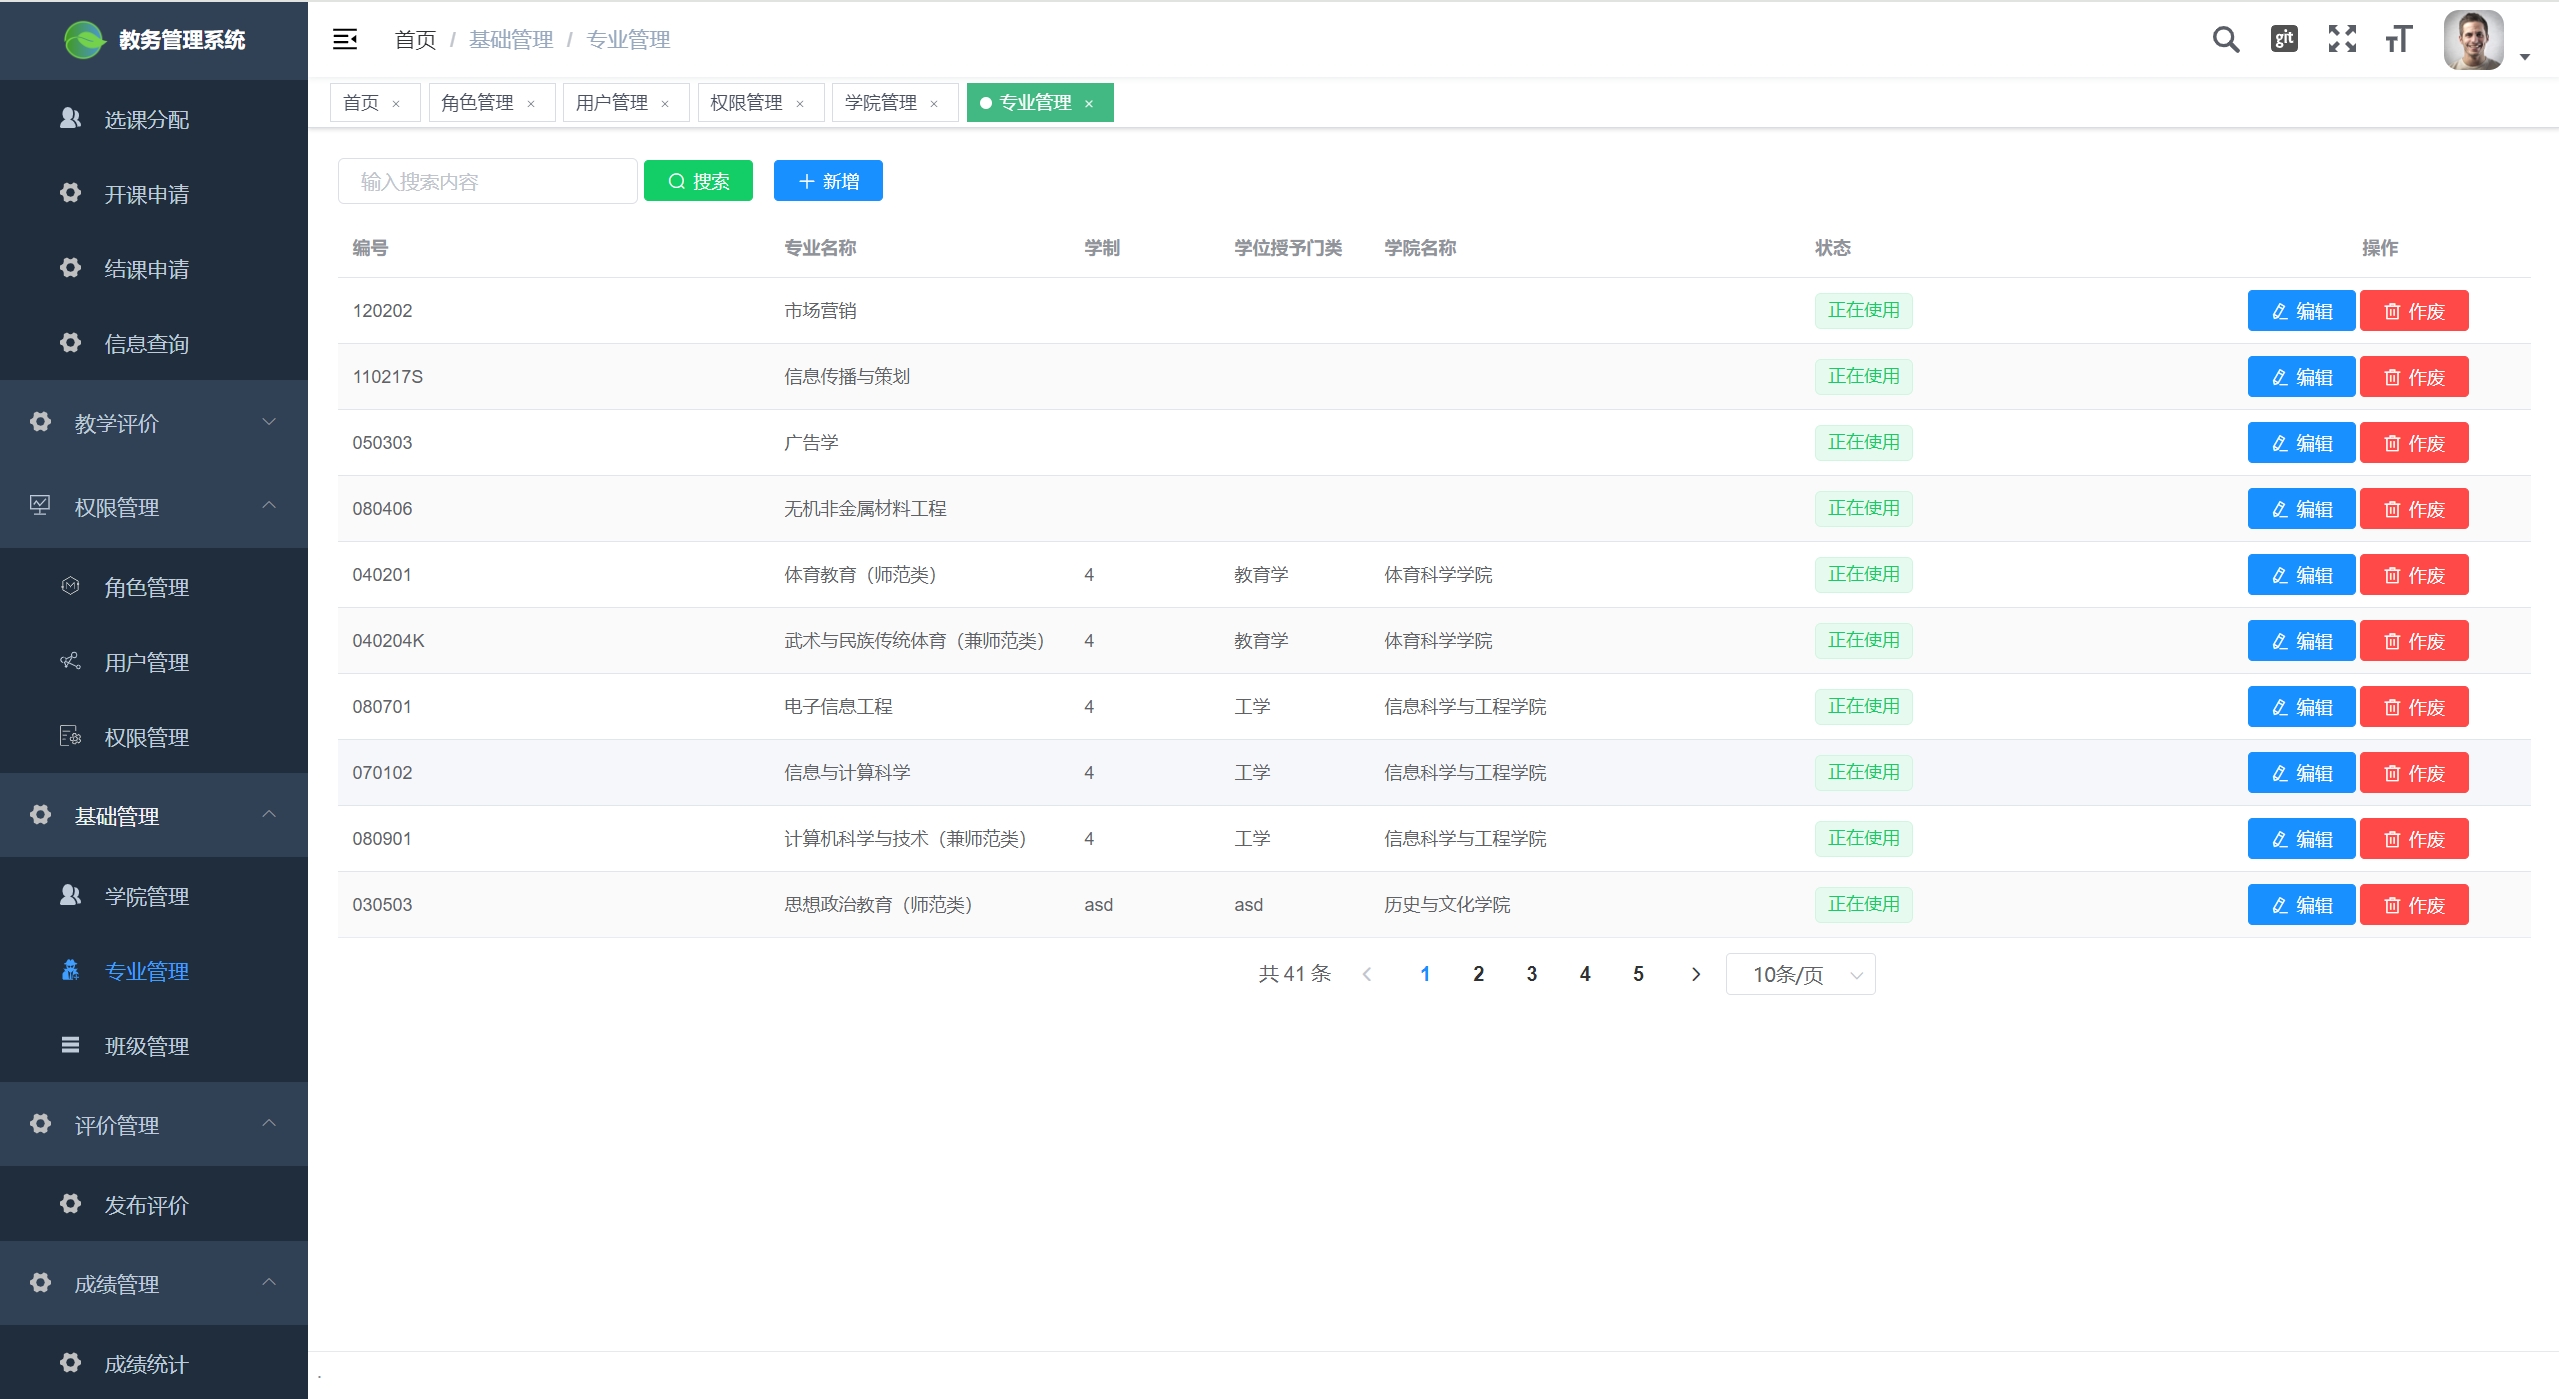 教务管理系统
选课分配
开课申请
结课申请
信息查询
教学评价
权限管理
角色管理
用户管理
权限管理
基础管理
学院管理
专业管理
班级管理
评价管理
发布评价
成绩管理
成绩统计
首页 / 基础管理 / 专业管理
git
首页 × 角色管理 × 用户管理 × 权限管理 × 学院管理 × 专业管理 ×
输入搜索内容 搜索 新增
编号 专业名称 学制 学位授予门类 学院名称 状态 操作
120202 市场营销 正在使用 编辑 作废
110217S 信息传播与策划 正在使用 编辑 作废
050303 广告学 正在使用 编辑 作废
080406 无机非金属材料工程 正在使用 编辑 作废
040201 体育教育（师范类） 4 教育学 体育科学学院 正在使用 编辑 作废
040204K 武术与民族传统体育（兼师范类） 4 教育学 体育科学学院 正在使用 编辑 作废
080701 电子信息工程 4 工学 信息科学与工程学院 正在使用 编辑 作废
070102 信息与计算科学 4 工学 信息科学与工程学院 正在使用 编辑 作废
080901 计算机科学与技术（兼师范类） 4 工学 信息科学与工程学院 正在使用 编辑 作废
030503 思想政治教育（师范类） asd asd 历史与文化学院 正在使用 编辑 作废
共 41 条 1 2 3 4 5 10条/页